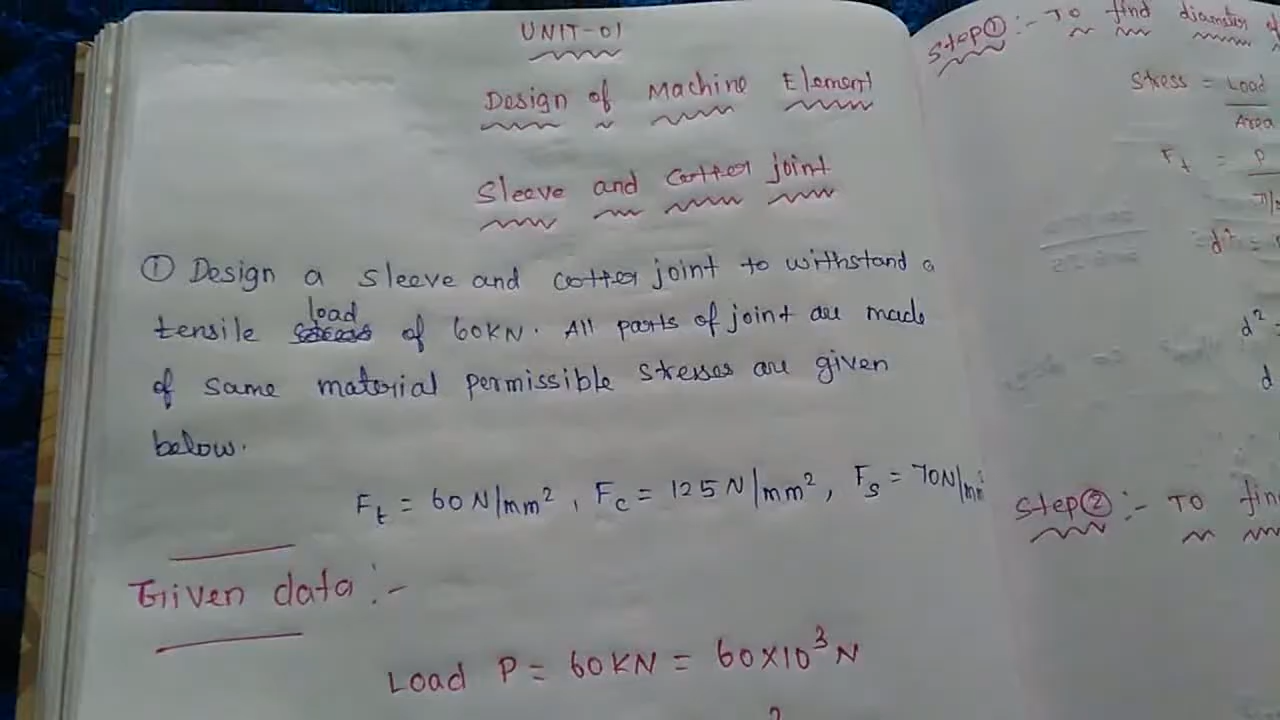 UNIT-01
Design of Machine Element
Sleeve and Cotter joint
① Design a sleeve and cotter joint to withstand a
tensile load of 60KN. All parts of joint are made
of same material permissible stresses are given
below.
Ft = 60 N/mm², Fc = 125 N/mm², Fs = 70N/mm²
Given data :-
Load P = 60KN = 60×10³ N
Step① :- To find diameter of
Stress = Load
Area
Ft = P
d² =
d² =
d
Step② :- To find